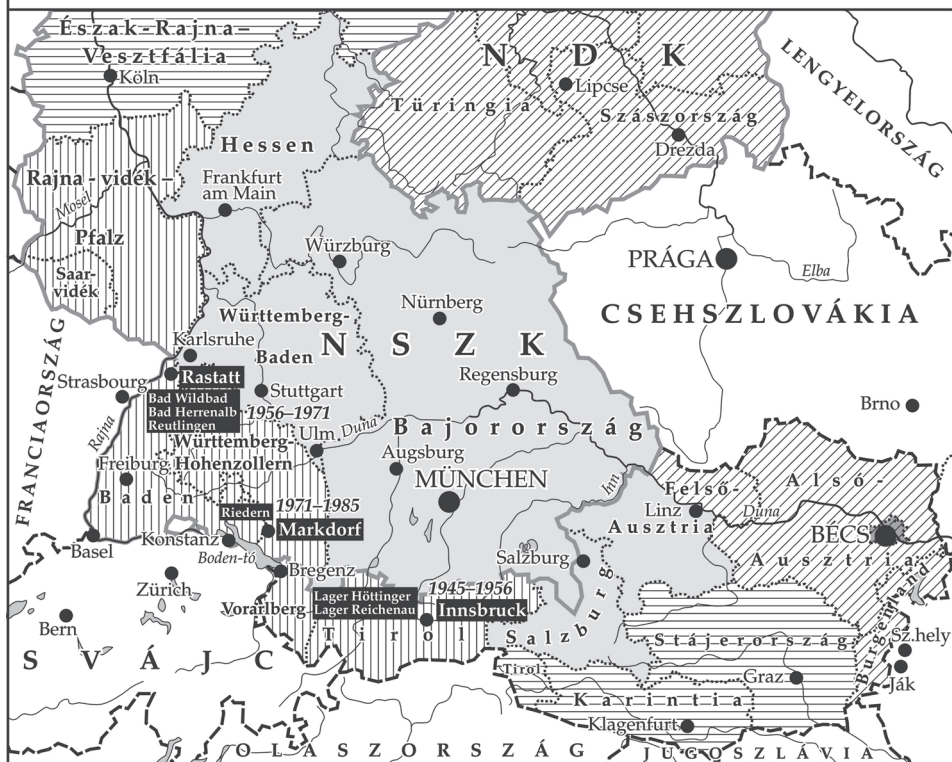 Észak-Rajna–
Vesztfália
Köln
N D K
Lipcse
Türingia
Szászország
Drezda
LENGYELORSZÁG
Hessen
Frankfurt
am Main
Rajna-vidék–
Mosel
Pfalz
Saar-
vidék
Würzburg
PRÁGA
Elba
CSEHSZLOVÁKIA
Nürnberg
Württemberg-
Baden
N S Z K
Karlsruhe
Rastatt
Strasbourg
Stuttgart
Regensburg
FRANCIAORSZÁG
Bad Wildbad
Bad Herrenalb
Reutlingen
1956–1971
Rajna
Brno
Württemberg-
Hohenzollern
Ulm
Duna
Bajorország
Augsburg
MÜNCHEN
Inn
Freiburg
Baden
Felső-
Ausztria
Linz
Duna
Alsó-
Ausztria
BÉCS
Riedern
1971–1985
Markdorf
Basel
Konstanz
Boden-tó
Salzburg
Bregenz
Zürich
Bern
Vorarlberg
Lager Höttinger
Lager Reichenau
1945–1956
Innsbruck
Tirol
Salzburg
Stájerország
Burgenland
Sz.hely
Ják
SVÁJC
Tirol
Graz
Karintia
Klagenfurt
OLASZORSZÁG
JUGOSZLÁVIA